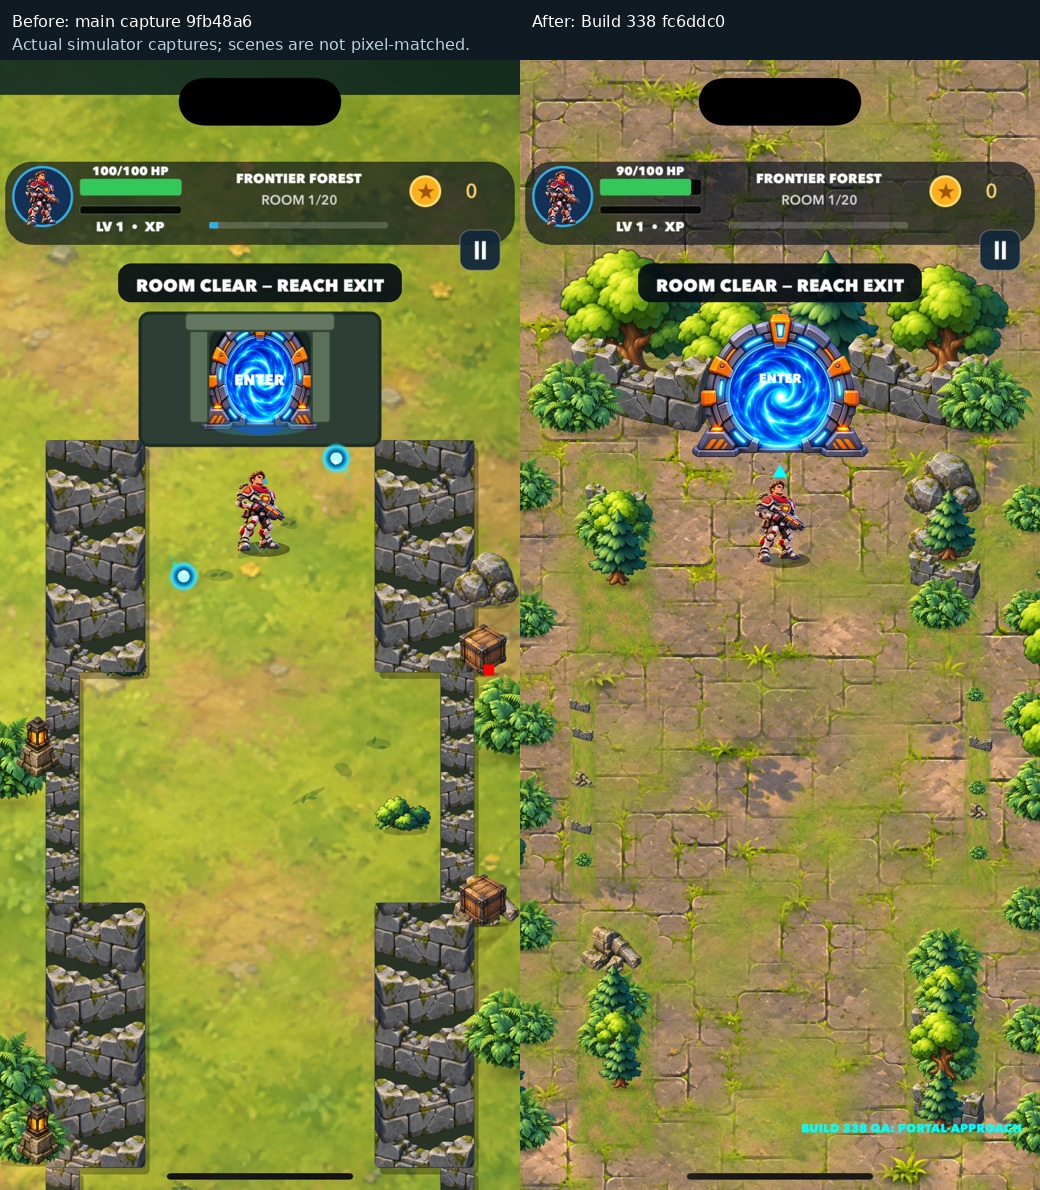 Before: main capture 9fb48a6
Actual simulator captures; scenes are not pixel-matched.
100/100 HP
FRONTIER FOREST
ROOM 1/20
0
LV 1 • XP
ROOM CLEAR – REACH EXIT
ENTER
After: Build 338 fc6ddc0
90/100 HP
FRONTIER FOREST
ROOM 1/20
0
LV 1 • XP
ROOM CLEAR – REACH EXIT
ENTER
BUILD 338 QA: PORTAL-APPROACH